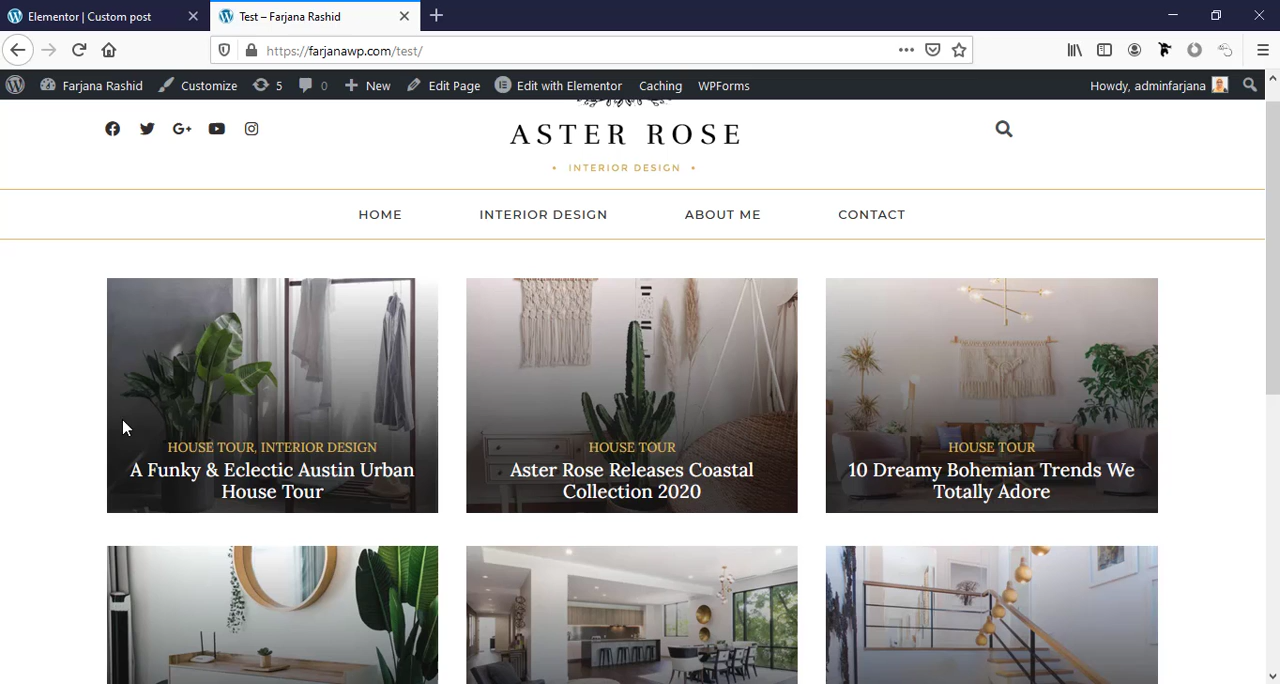 Elementor | Custom post
Test – Farjana Rashid
https://farjanawp.com/test/
Farjana Rashid
Customize
5
0
New
Edit Page
Edit with Elementor
Caching
WPForms
Howdy, adminfarjana
ASTER ROSE
• INTERIOR DESIGN •
HOME
INTERIOR DESIGN
ABOUT ME
CONTACT
HOUSE TOUR, INTERIOR DESIGN
A Funky & Eclectic Austin Urban
House Tour
HOUSE TOUR
Aster Rose Releases Coastal
Collection 2020
HOUSE TOUR
10 Dreamy Bohemian Trends We
Totally Adore